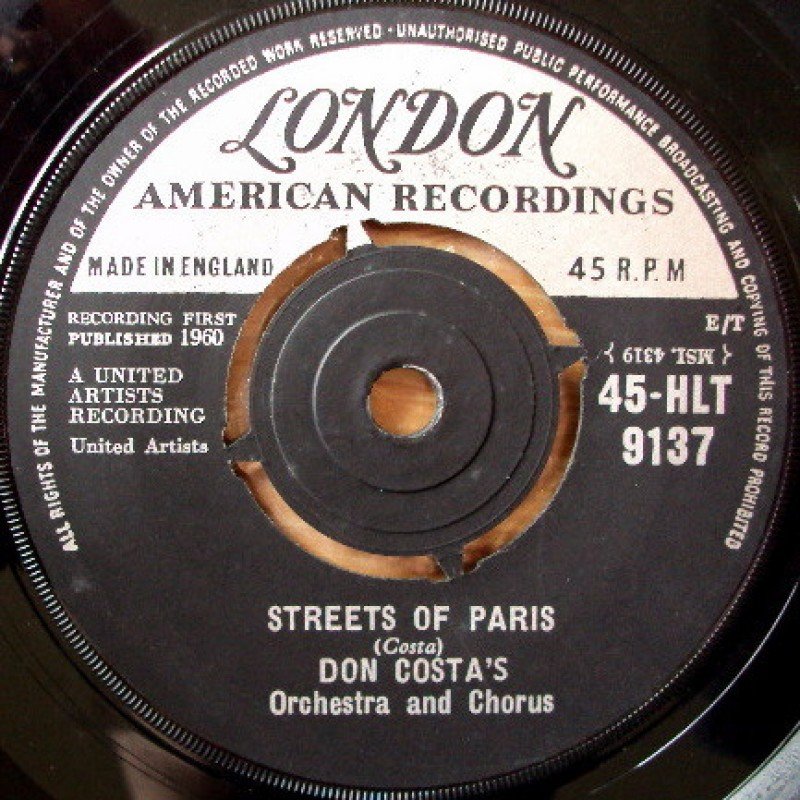 ALL RIGHTS OF THE MANUFACTURER AND OF THE OWNER OF THE RECORDED WORK RESERVED · UNAUTHORISED PUBLIC PERFORMANCE BROADCASTING AND COPYING OF THIS RECORD PROHIBITED
LONDON
AMERICAN RECORDINGS
MADE IN ENGLAND
45 R.P.M
RECORDING FIRST
PUBLISHED 1960
A UNITED
ARTISTS
RECORDING
United Artists
E/T
{ MSL 4319 }
45-HLT
9137
STREETS OF PARIS
(Costa)
DON COSTA'S
Orchestra and Chorus